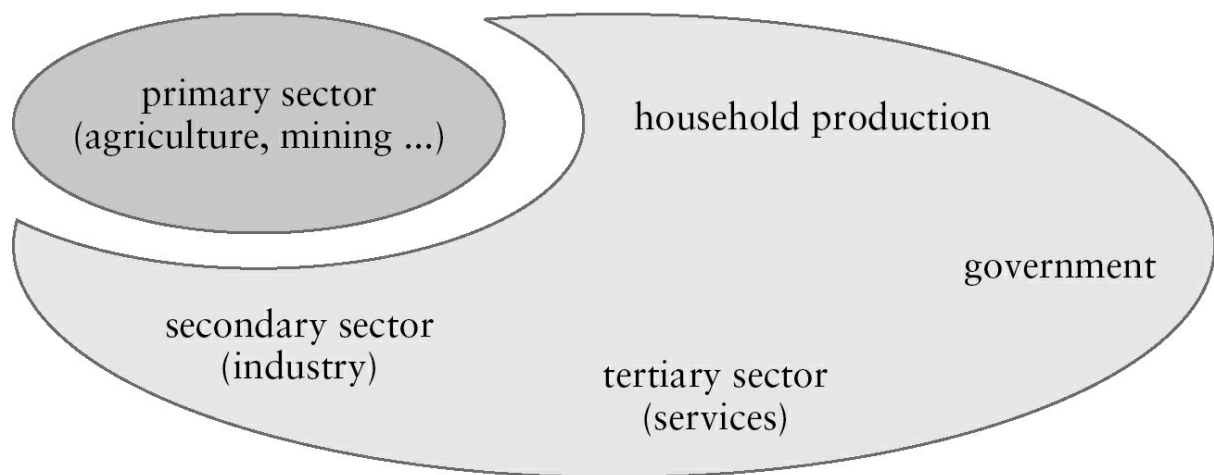 primary sector
(agriculture, mining ...)
household production
government
secondary sector
(industry)
tertiary sector
(services)